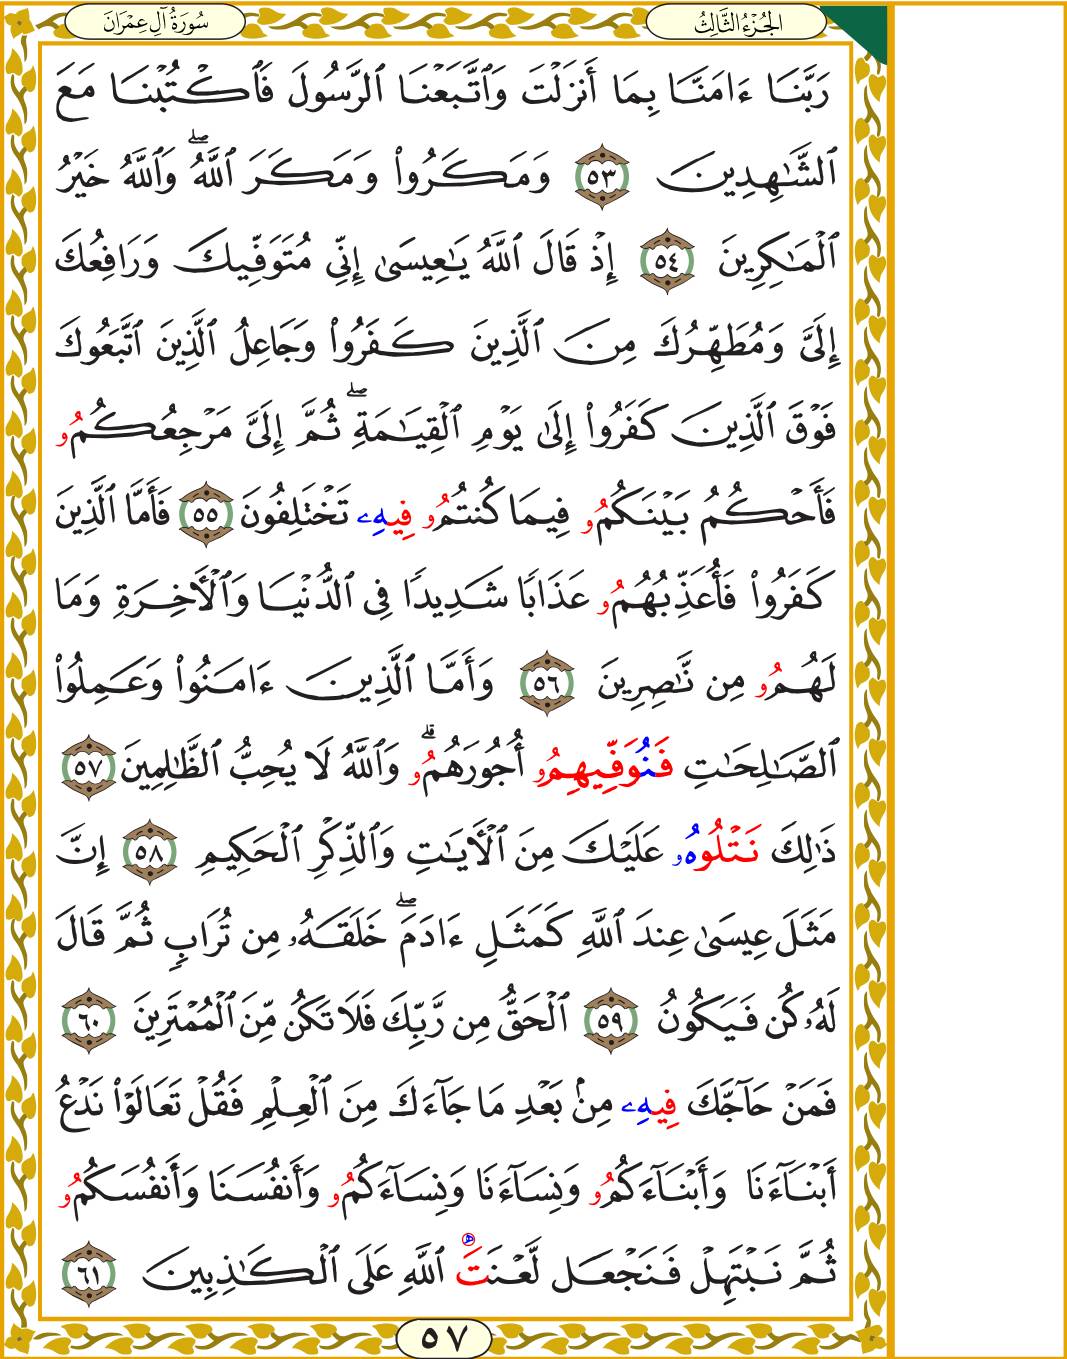 سُورَةُ آلِ عِمْرَانَ
الجُزْءُ الثَّالِثُ
رَبَّنَا ءَامَنَّا بِمَا أَنزَلْتَ وَٱتَّبَعْنَا ٱلرَّسُولَ فَٱكْتُبْنَا مَعَ
ٱلشَّٰهِدِينَ ٥٣ وَمَكَرُوا۟ وَمَكَرَ ٱللَّهُۖ وَٱللَّهُ خَيْرُ
ٱلْمَٰكِرِينَ ٥٤ إِذْ قَالَ ٱللَّهُ يَٰعِيسَىٰ إِنِّي مُتَوَفِّيكَ وَرَافِعُكَ
إِلَيَّ وَمُطَهِّرُكَ مِنَ ٱلَّذِينَ كَفَرُوا۟ وَجَاعِلُ ٱلَّذِينَ ٱتَّبَعُوكَ
فَوْقَ ٱلَّذِينَ كَفَرُوا۟ إِلَىٰ يَوْمِ ٱلْقِيَٰمَةِۖ ثُمَّ إِلَيَّ مَرْجِعُكُمُۥ
فَأَحْكُمُ بَيْنَكُمُۥ فِيمَا كُنتُمُۥ فِيهِۦ تَخْتَلِفُونَ ٥٥ فَأَمَّا ٱلَّذِينَ
كَفَرُوا۟ فَأُعَذِّبُهُمُۥ عَذَابًا شَدِيدًا فِي ٱلدُّنْيَا وَٱلْأَخِرَةِ وَمَا
لَهُمُۥ مِن نَّٰصِرِينَ ٥٦ وَأَمَّا ٱلَّذِينَ ءَامَنُوا۟ وَعَمِلُوا۟
ٱلصَّٰلِحَٰتِ فَنُوَفِّيهِمُۥ أُجُورَهُمُۥۗ وَٱللَّهُ لَا يُحِبُّ ٱلظَّٰلِمِينَ ٥٧
ذَٰلِكَ نَتْلُوهُۥ عَلَيْكَ مِنَ ٱلْأَيَٰتِ وَٱلذِّكْرِ ٱلْحَكِيمِ ٥٨ إِنَّ
مَثَلَ عِيسَىٰ عِندَ ٱللَّهِ كَمَثَلِ ءَادَمَۖ خَلَقَهُۥ مِن تُرَابٍ ثُمَّ قَالَ
لَهُۥ كُن فَيَكُونُ ٥٩ ٱلْحَقُّ مِن رَّبِّكَ فَلَا تَكُن مِّنَ ٱلْمُمْتَرِينَ ٦٠
فَمَنْ حَآجَّكَ فِيهِۦ مِنۢ بَعْدِ مَا جَآءَكَ مِنَ ٱلْعِلْمِ فَقُلْ تَعَالَوْا۟ نَدْعُ
أَبْنَآءَنَا وَأَبْنَآءَكُمُۥ وَنِسَآءَنَا وَنِسَآءَكُمُۥ وَأَنفُسَنَا وَأَنفُسَكُمُۥ
ثُمَّ نَبْتَهِلْ فَنَجْعَل لَّعْنَتَ ٱللَّهِ عَلَى ٱلْكَٰذِبِينَ ٦١
٥٧